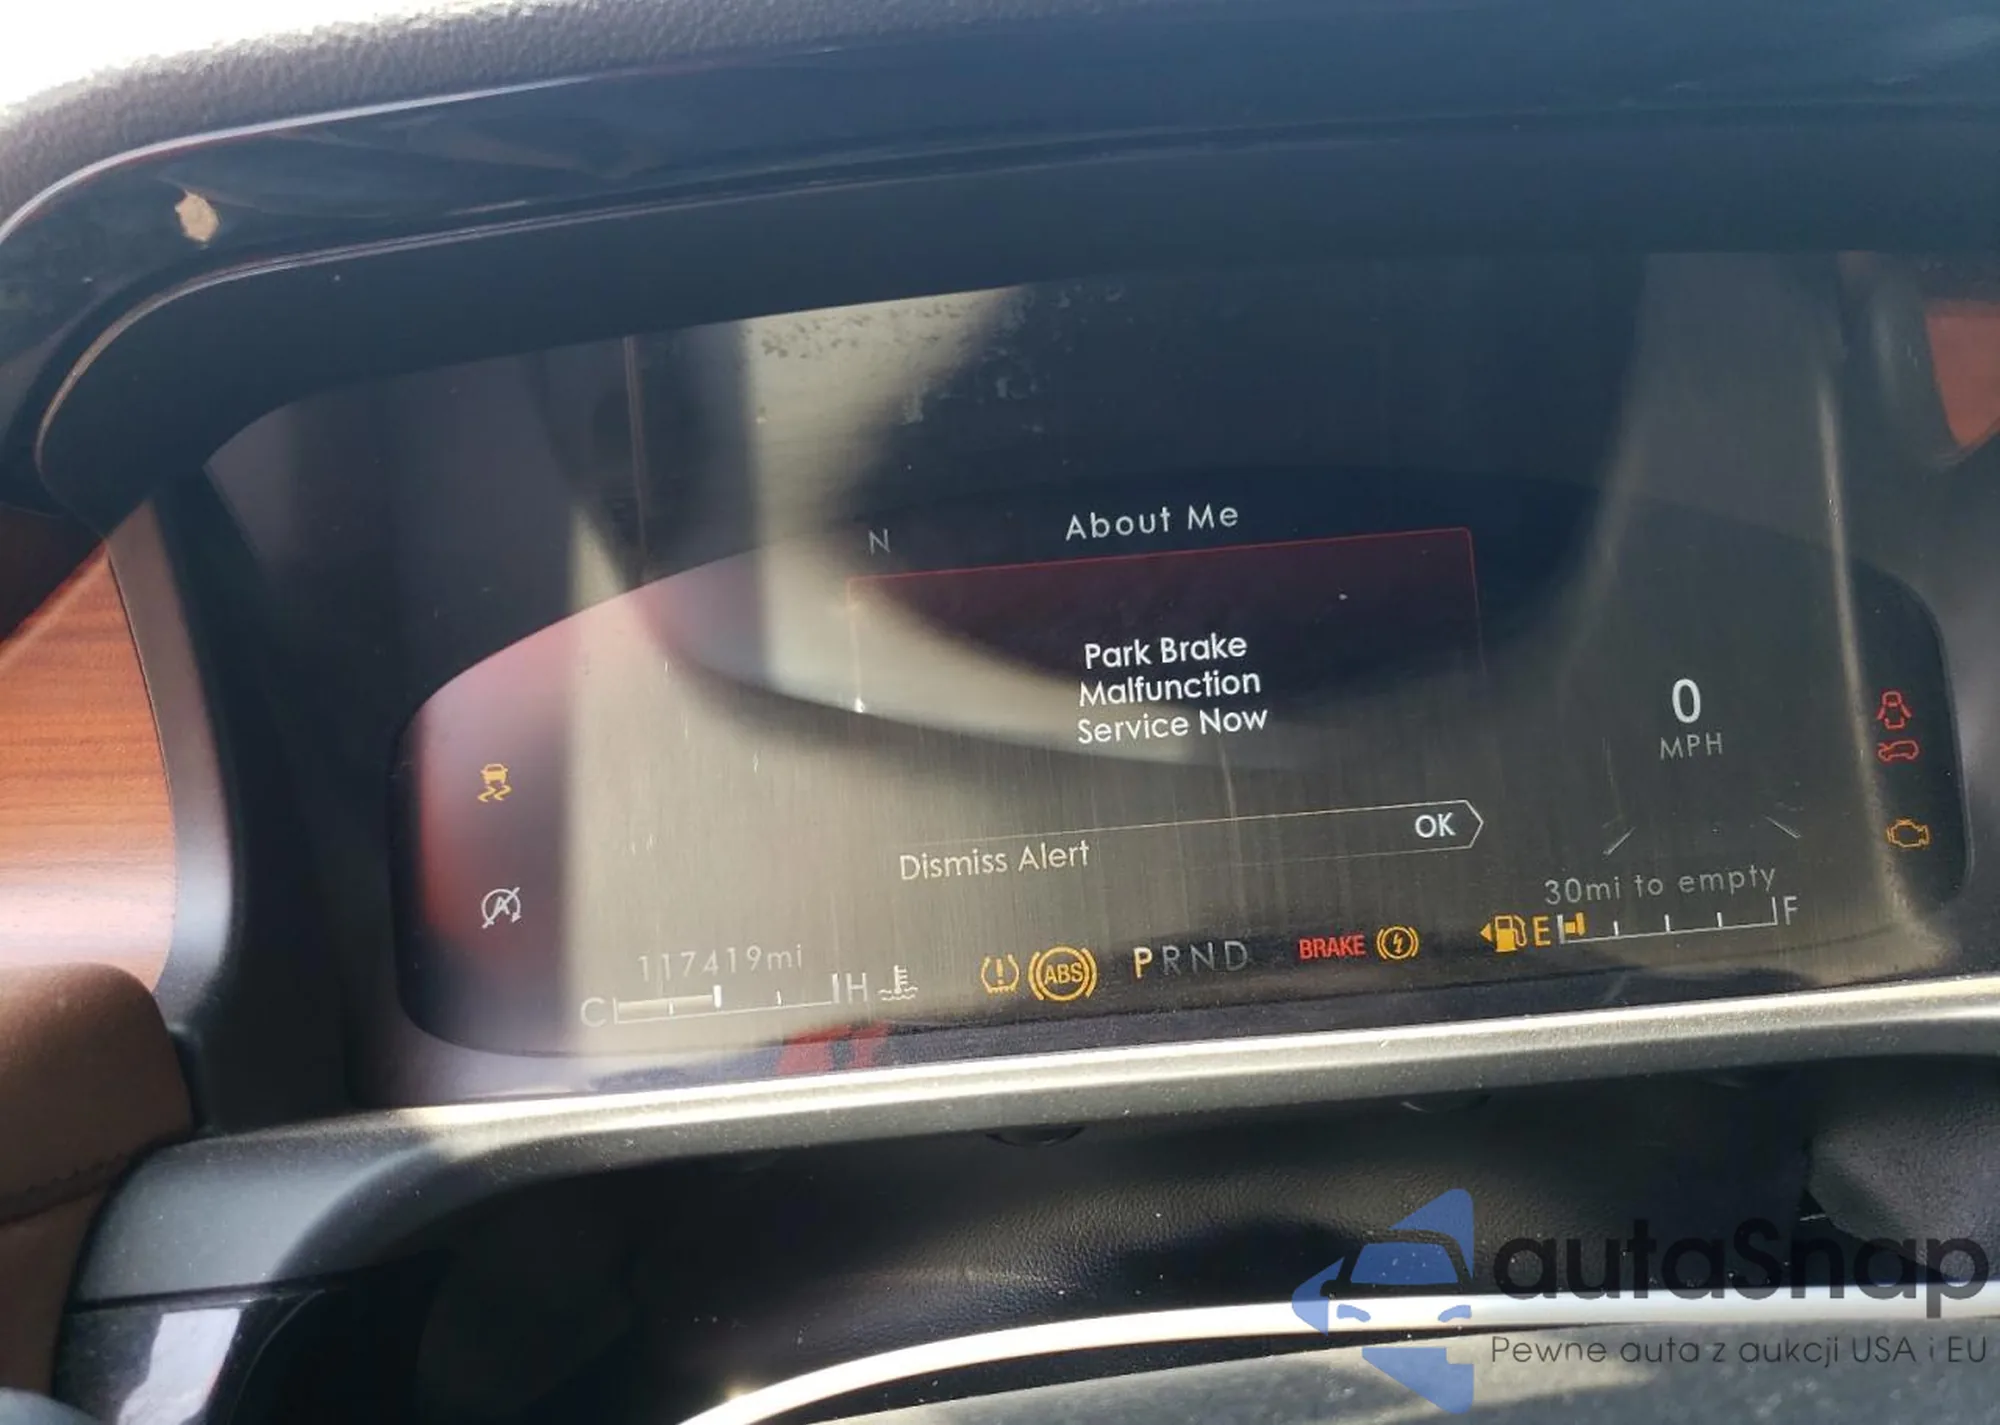 N
About Me
Park Brake
Malfunction
Service Now
0
MPH
OK
Dismiss Alert
30mi to empty
E F
117419mi
C H
ABS
PRND
BRAKE
autaSnap
Pewne auta z aukcji USA i EU